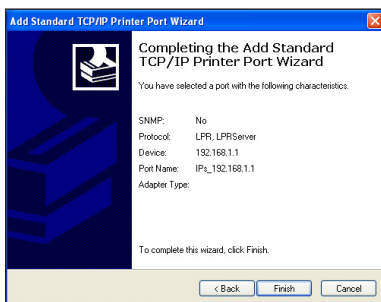 Add Standard TCP/IP Printer Port Wizard
Completing the Add Standard
TCP/IP Printer Port Wizard
You have selected a port with the following characteristics.
SNMP: No
Protocol: LPR, LPRServer
Device: 192.168.1.1
Port Name: IPs_192.168.1.1
Adapter Type:
To complete this wizard, click Finish.
< Back Finish Cancel